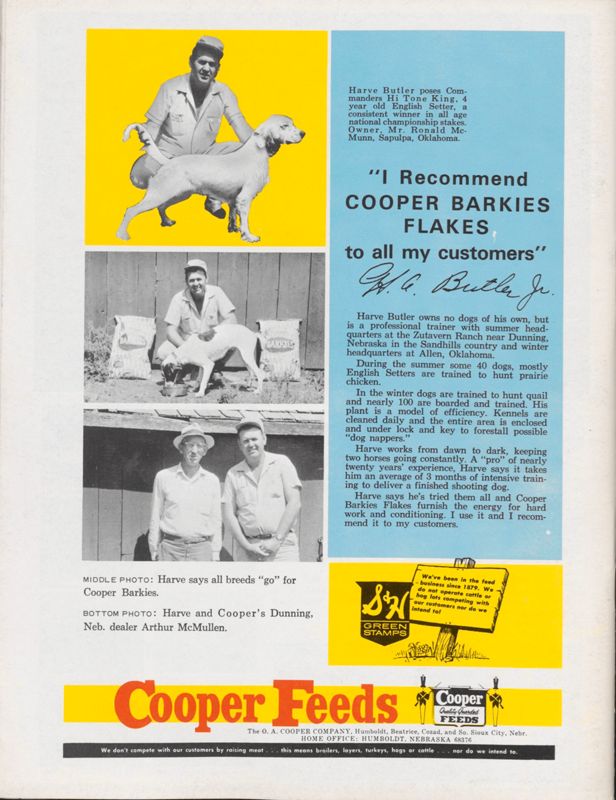 Harve Butler poses Com-
manders Hi Tone King, 4
year old English Setter, a
consistent winner in all age
national championship stakes.
Owner, Mr. Ronald Mc-
Munn, Sapulpa, Oklahoma.
"I Recommend
COOPER BARKIES
FLAKES
to all my customers"
H. A. Butler Jr.
Harve Butler owns no dogs of his own, but
is a professional trainer with summer head-
quarters at the Zutavern Ranch near Dunning,
Nebraska in the Sandhills country and winter
headquarters at Allen, Oklahoma.
During the summer some 40 dogs, mostly
English Setters are trained to hunt prairie
chicken.
In the winter dogs are trained to hunt quail
and nearly 100 are boarded and trained. His
plant is a model of efficiency. Kennels are
cleaned daily and the entire area is enclosed
and under lock and key to forestall possible
"dog nappers."
Harve works from dawn to dark, keeping
two horses going constantly. A "pro" of nearly
twenty years' experience, Harve says it takes
him an average of 3 months of intensive train-
ing to deliver a finished shooting dog.
Harve says he's tried them all and Cooper
Barkies Flakes furnish the energy for hard
work and conditioning. I use it and I recom-
mend it to my customers.
MIDDLE PHOTO: Harve says all breeds "go" for
Cooper Barkies.
BOTTOM PHOTO: Harve and Cooper's Dunning,
Neb. dealer Arthur McMullen.
S&H
GREEN
STAMPS
We've been in the feed
business since 1879. We
do not operate cattle or
hog lots competing with
our customers nor do we
intend to!
Cooper Feeds
Cooper
Quality Guarded
FEEDS
The O. A. COOPER COMPANY, Humboldt, Beatrice, Cozad, and So. Sioux City, Nebr.
HOME OFFICE: HUMBOLDT, NEBRASKA 68376
We don't compete with our customers by raising meat . . . this means broilers, layers, turkeys, hogs or cattle . . . nor do we intend to.